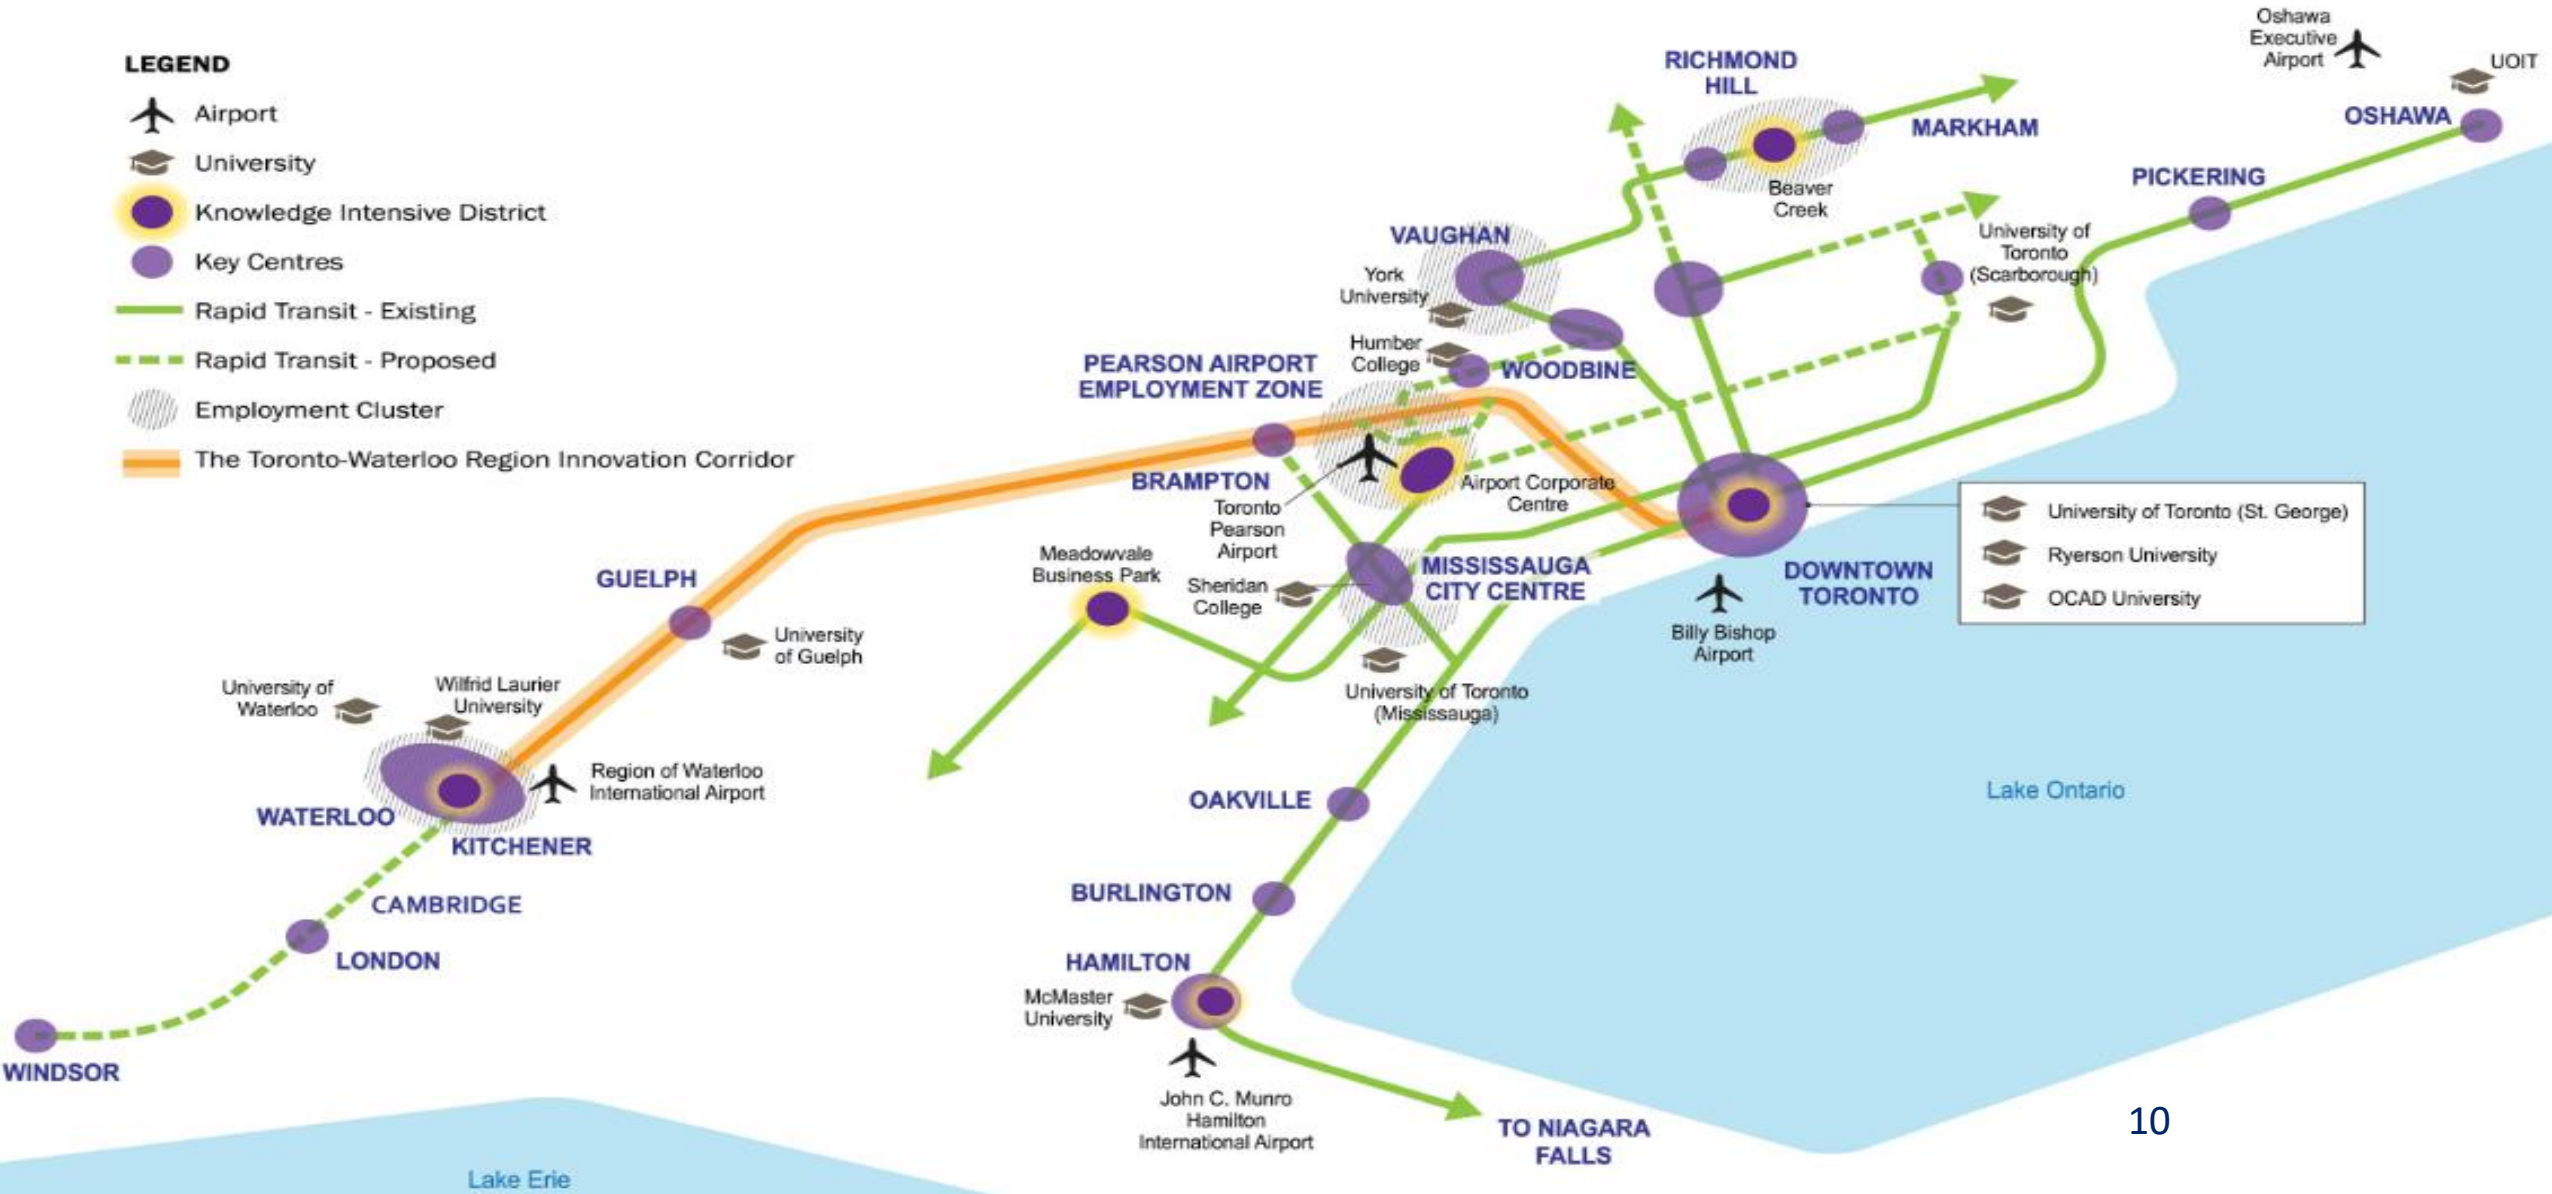 LEGEND
Airport
University
Knowledge Intensive District
Key Centres
Rapid Transit - Existing
Rapid Transit - Proposed
Employment Cluster
The Toronto-Waterloo Region Innovation Corridor
Oshawa
Executive
Airport
UOIT
OSHAWA
PICKERING
RICHMOND
HILL
MARKHAM
Beaver
Creek
VAUGHAN
York
University
University of
Toronto
(Scarborough)
Humber
College
WOODBINE
PEARSON AIRPORT
EMPLOYMENT ZONE
BRAMPTON
Toronto
Pearson
Airport
Airport Corporate
Centre
University of Toronto (St. George)
Ryerson University
OCAD University
DOWNTOWN
TORONTO
Billy Bishop
Airport
MISSISSAUGA
CITY CENTRE
Meadowvale
Business Park
Sheridan
College
University of Toronto
(Mississauga)
GUELPH
University
of Guelph
University of
Waterloo
Wilfrid Laurier
University
Region of Waterloo
International Airport
WATERLOO
KITCHENER
CAMBRIDGE
LONDON
WINDSOR
OAKVILLE
BURLINGTON
HAMILTON
McMaster
University
John C. Munro
Hamilton
International Airport
TO NIAGARA
FALLS
Lake Ontario
Lake Erie
10